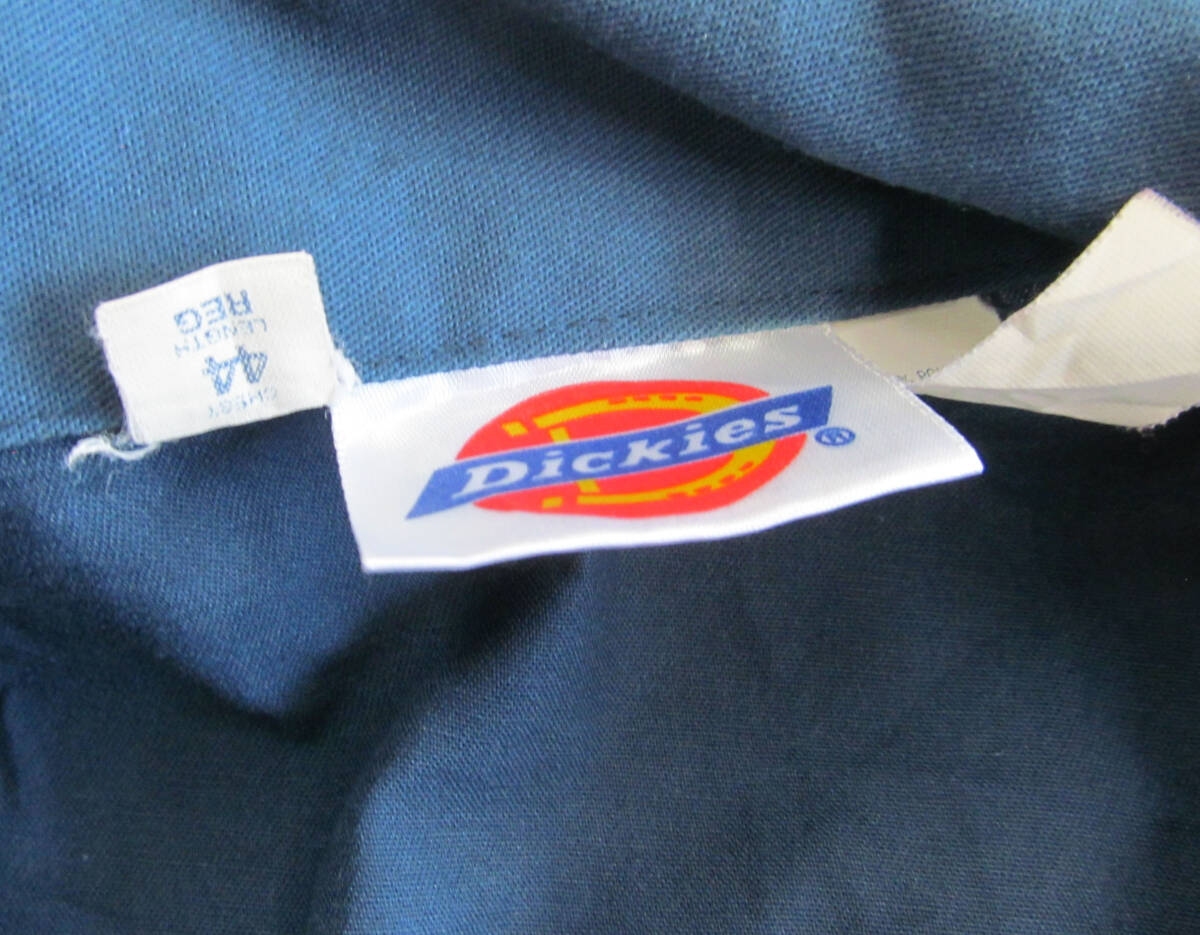 CHEST
44
LENGTH
REG
Dickies®